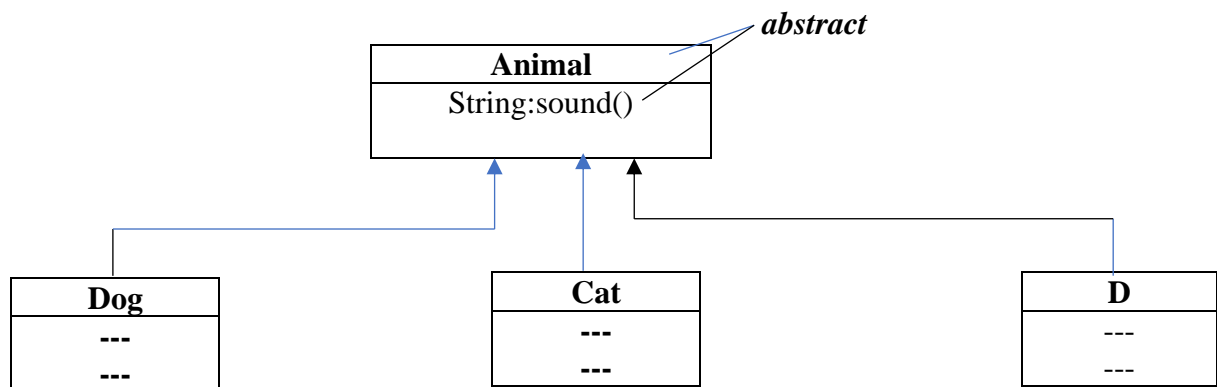 abstract
Animal
String:sound()
Dog
---
---
Cat
---
---
D
---
---